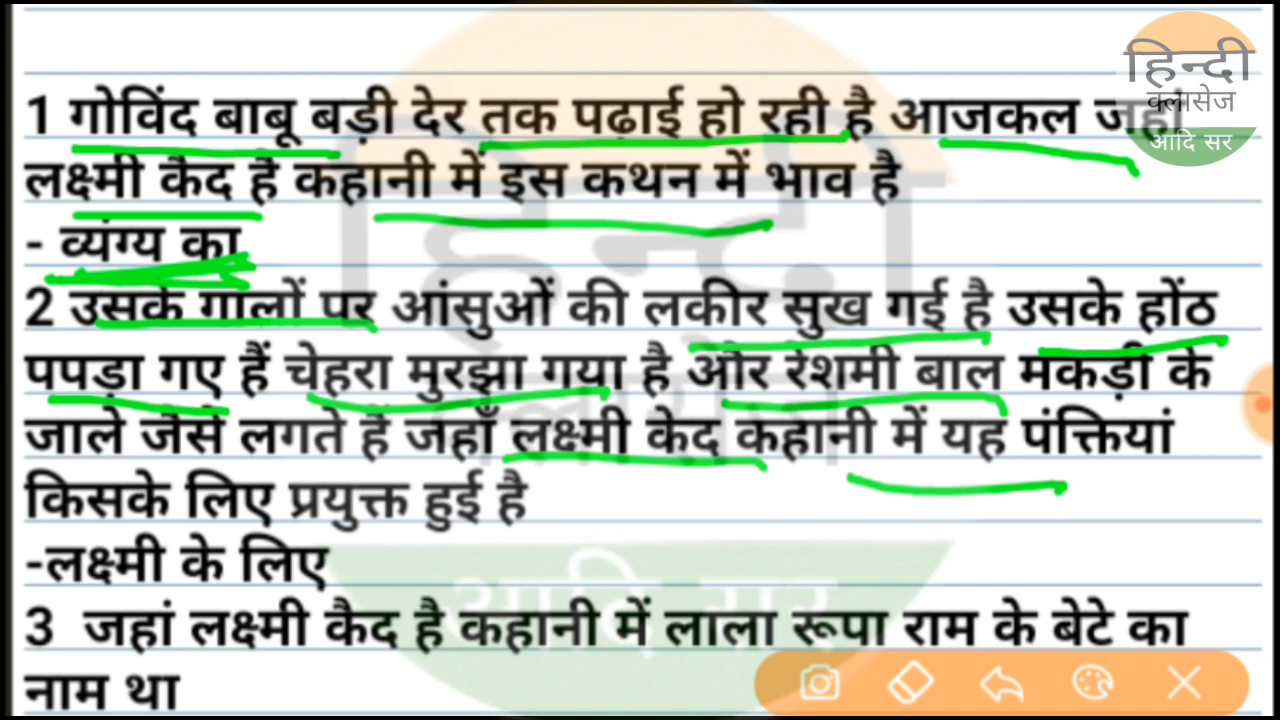 हिन्दी
क्लासेज
आदि सर
1 गोविंद बाबू बड़ी देर तक पढाई हो रही है आजकल जहां
लक्ष्मी कैद है कहानी में इस कथन में भाव है
- व्यंग्य का
2 उसके गालों पर आंसुओं की लकीर सुख गई है उसके होंठ
पपड़ा गए हैं चेहरा मुरझा गया है और रेशमी बाल मकड़ी के
जाले जैसे लगते हैं जहाँ लक्ष्मी केद कहानी में यह पंक्तियां
किसके लिए प्रयुक्त हुई है
-लक्ष्मी के लिए
3 जहां लक्ष्मी कैद है कहानी में लाला रूपा राम के बेटे का
नाम था
हिन्दी
क्लासेज
आदि सर